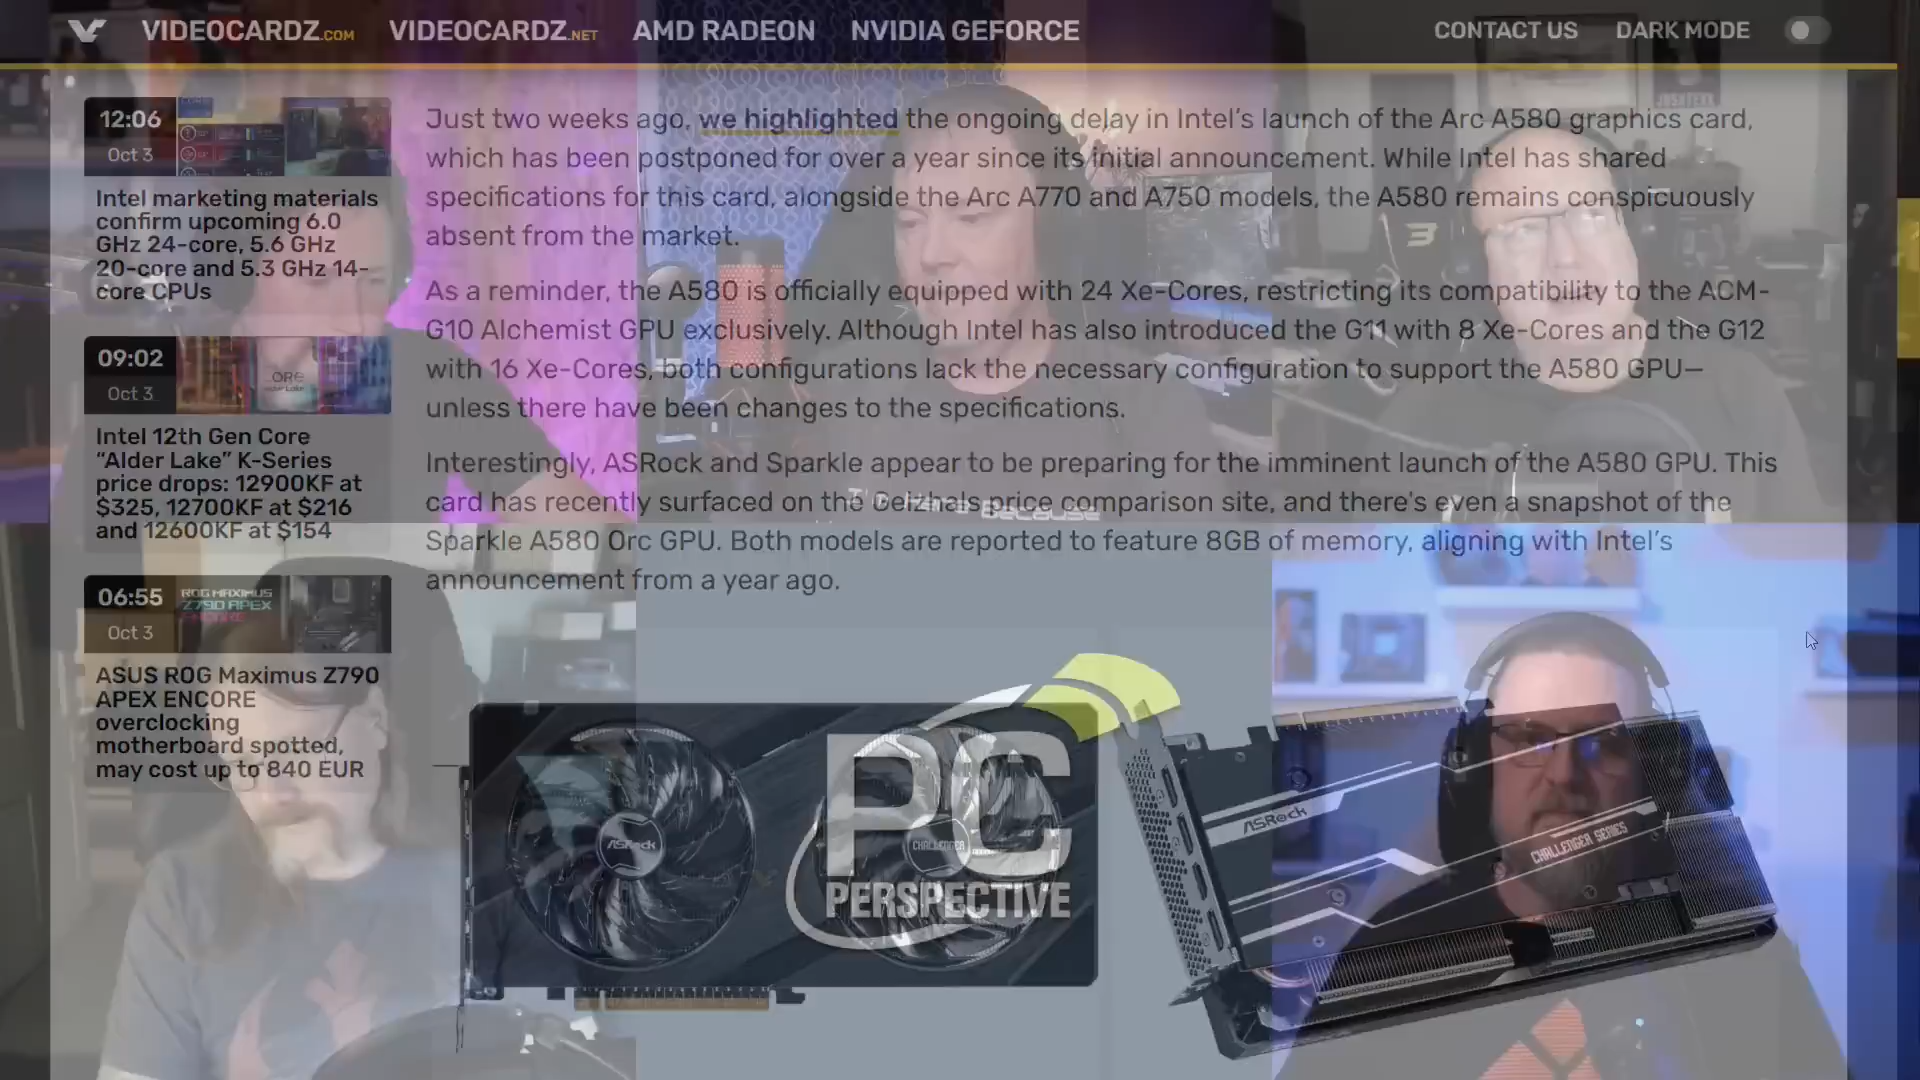 VIDEOCARDZ.COM VIDEOCARDZ.NET AMD RADEON NVIDIA GEFORCE CONTACT US DARK MODE
12:06
Oct 3
Intel marketing materials
confirm upcoming 6.0
GHz 24-core, 5.6 GHz
20-core and 5.3 GHz 14-
core CPUs
09:02
Oct 3
Intel 12th Gen Core
“Alder Lake” K-Series
price drops: 12900KF at
$325, 12700KF at $216
and 12600KF at $154
06:55
Oct 3
ROG MAXIMUS
Z790 APEX
ENCORE
ASUS ROG Maximus Z790
APEX ENCORE
overclocking
motherboard spotted,
may cost up to 840 EUR
Just two weeks ago, we highlighted the ongoing delay in Intel’s launch of the Arc A580 graphics card,
which has been postponed for over a year since its initial announcement. While Intel has shared
specifications for this card, alongside the Arc A770 and A750 models, the A580 remains conspicuously
absent from the market.
As a reminder, the A580 is officially equipped with 24 Xe-Cores, restricting its compatibility to the ACM-
G10 Alchemist GPU exclusively. Although Intel has also introduced the G11 with 8 Xe-Cores and the G12
with 16 Xe-Cores, both configurations lack the necessary configuration to support the A580 GPU—
unless there have been changes to the specifications.
Interestingly, ASRock and Sparkle appear to be preparing for the imminent launch of the A580 GPU. This
card has recently surfaced on the Geizhals price comparison site, and there's even a snapshot of the
Sparkle A580 Orc GPU. Both models are reported to feature 8GB of memory, aligning with Intel’s
announcement from a year ago.
ASRock
CHALLENGER
PC
PERSPECTIVE
ASRock
CHALLENGER SERIES